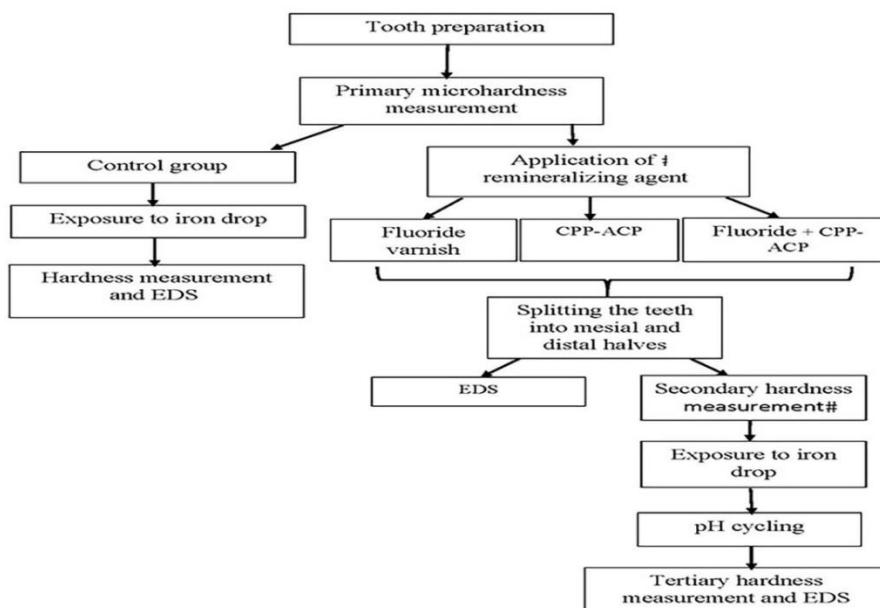 Tooth preparation
Primary microhardness
measurement
Control group
Application of ‡
remineralizing agent
Exposure to iron drop
Fluoride
varnish
CPP-ACP
Fluoride + CPP-
ACP
Hardness measurement
and EDS
Splitting the teeth
into mesial and
distal halves
EDS
Secondary hardness
measurement#
Exposure to iron
drop
pH cycling
Tertiary hardness
measurement and EDS